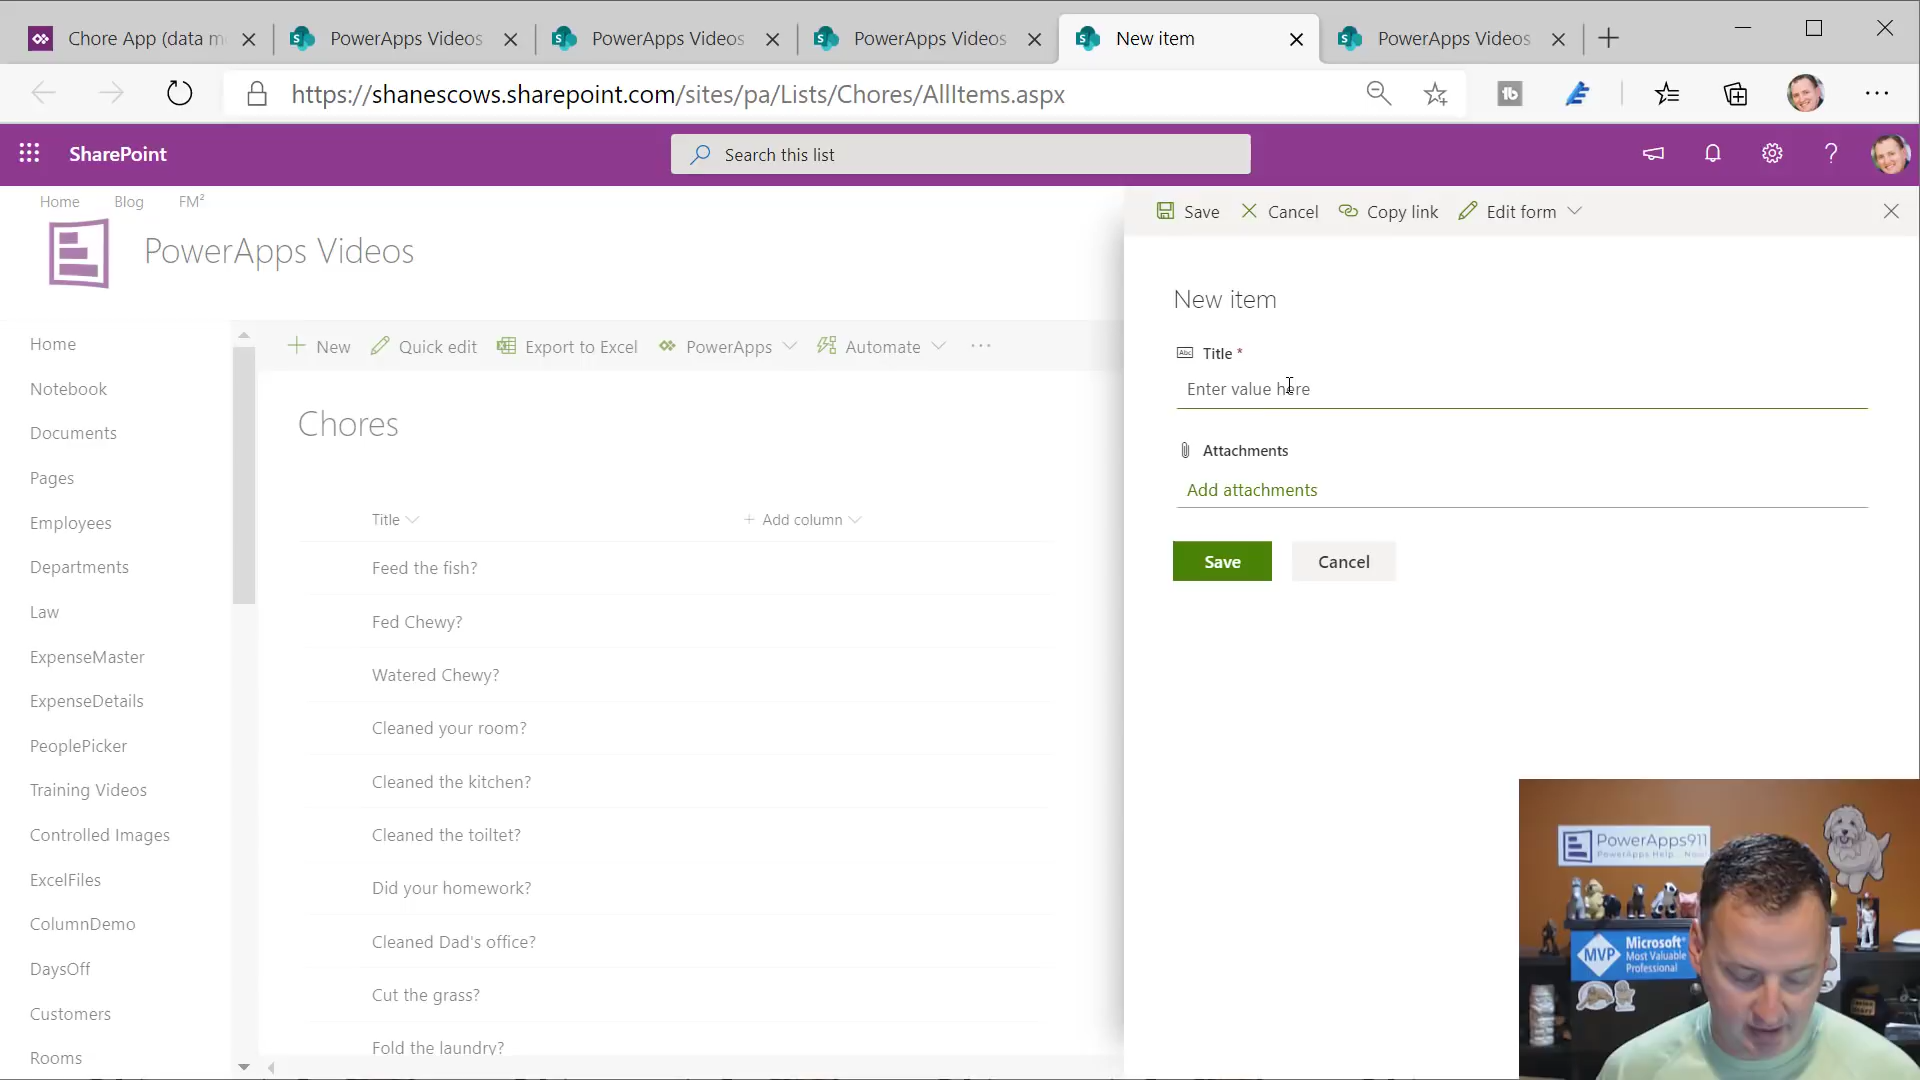 Chore App (data m
PowerApps Videos
PowerApps Videos
PowerApps Videos
New item
PowerApps Videos
https://shanescows.sharepoint.com/sites/pa/Lists/Chores/AllItems.aspx
SharePoint
Search this list
Home
Blog
FM²
PowerApps Videos
Save
Cancel
Copy link
Edit form
New item
Title *
Enter value here
Attachments
Add attachments
Save
Cancel
Home
Notebook
Documents
Pages
Employees
Departments
Law
ExpenseMaster
ExpenseDetails
PeoplePicker
Training Videos
Controlled Images
ExcelFiles
ColumnDemo
DaysOff
Customers
Rooms
New
Quick edit
Export to Excel
PowerApps
Automate
Chores
Title
Add column
Feed the fish?
Fed Chewy?
Watered Chewy?
Cleaned your room?
Cleaned the kitchen?
Cleaned the toiltet?
Did your homework?
Cleaned Dad's office?
Cut the grass?
Fold the laundry?
PowerApps911
PowerApps Help... Now!
MVP
Microsoft®
Most Valuable
Professional